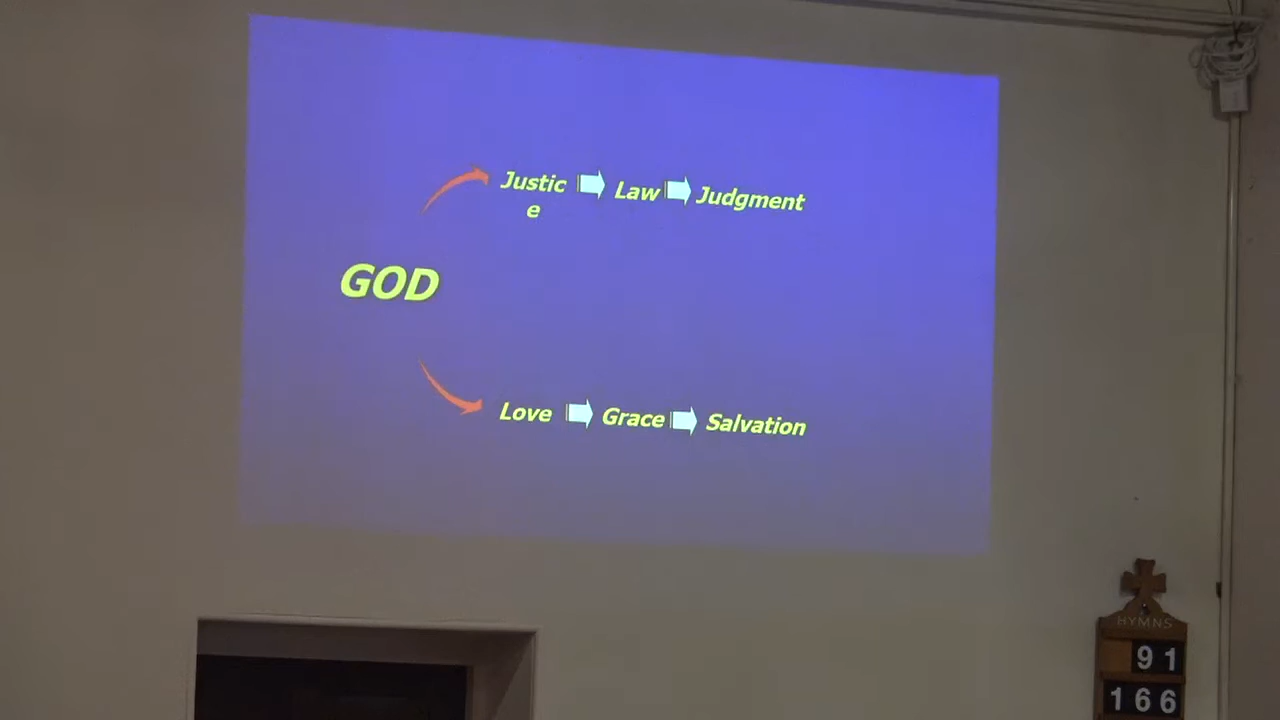 Justic
e
Law
Judgment
GOD
Love
Grace
Salvation
HYMNS
91
166